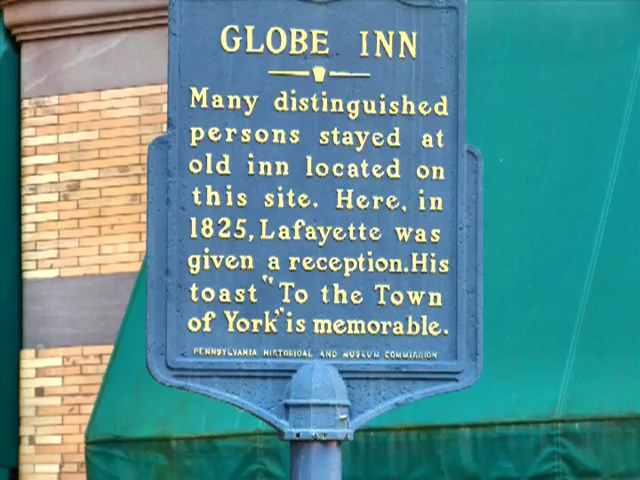 GLOBE INN
Many distinguished
persons stayed at
old inn located on
this site. Here, in
1825, Lafayette was
given a reception. His
toast "To the Town
of York" is memorable.
PENNSYLVANIA HISTORICAL AND MUSEUM COMMISSION